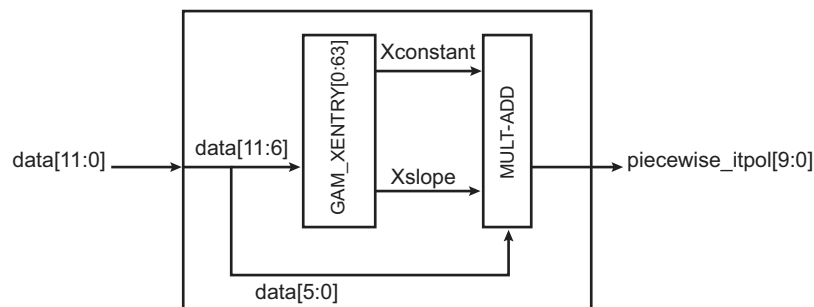 Xconstant
GAM_XENTRY[0:63]
MULT-ADD
data[11:0]
data[11:6]
piecewise_itpol[9:0]
Xslope
data[5:0]